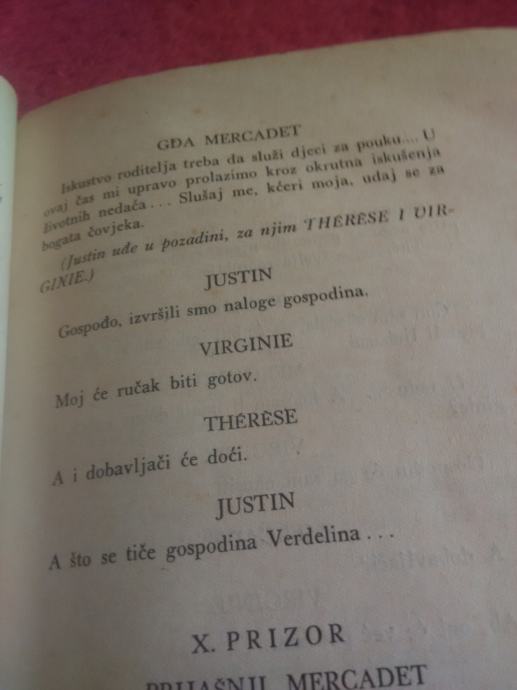 GĐA MERCADET
Iskustvo roditelja treba da služi djeci za pouku.... U
ovaj čas mi upravo prolazimo kroz okrutna iskušenja
životnih nedaća... Slušaj me, kćeri moja, udaj se za
bogata čovjeka.
(Justin uđe u pozadini, za njim THÉRÈSE I VIR-
GINIE.)
JUSTIN
Gospođo, izvršili smo naloge gospodina.
VIRGINIE
Moj će ručak biti gotov.
THÉRÈSE
A i dobavljači će doći.
JUSTIN
A što se tiče gospodina Verdelina...
X. PRIZOR
PRIJAŠNJI, MERCADET